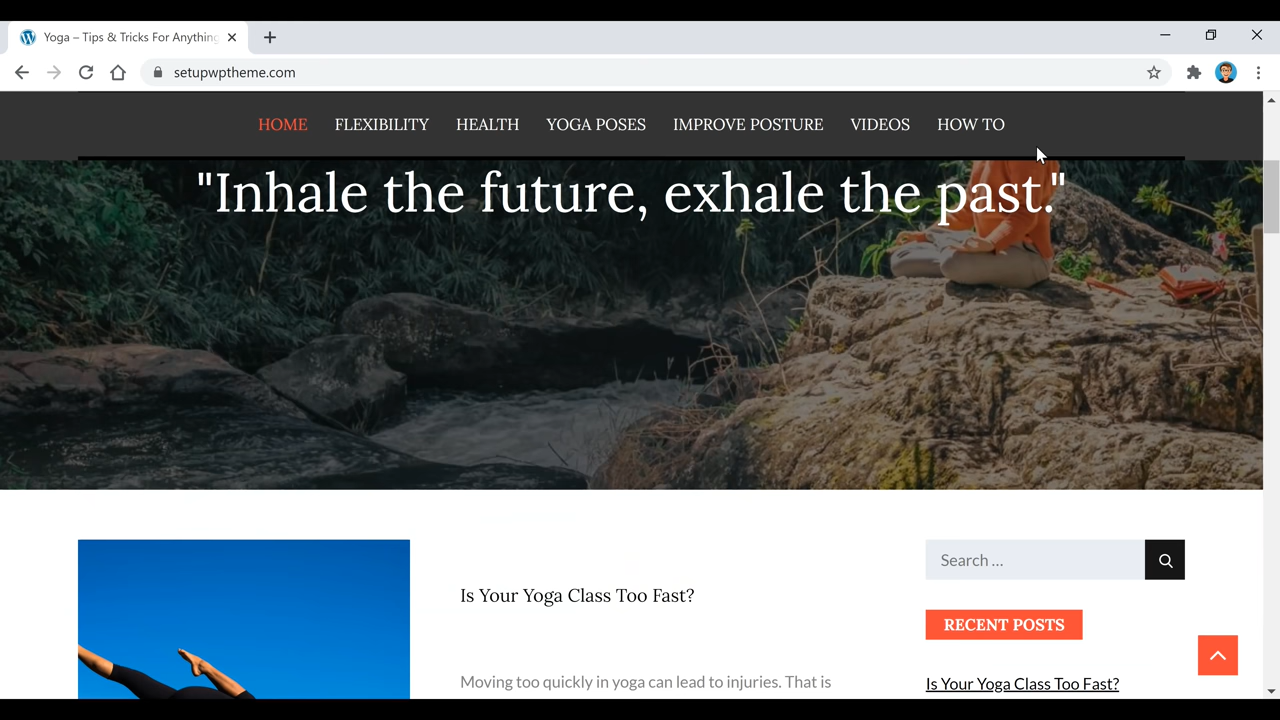 Yoga – Tips & Tricks For Anything
setupwptheme.com
HOME FLEXIBILITY HEALTH YOGA POSES IMPROVE POSTURE VIDEOS HOW TO
"Inhale the future, exhale the past."
Search ...
Is Your Yoga Class Too Fast?
RECENT POSTS
Moving too quickly in yoga can lead to injuries. That is
Is Your Yoga Class Too Fast?